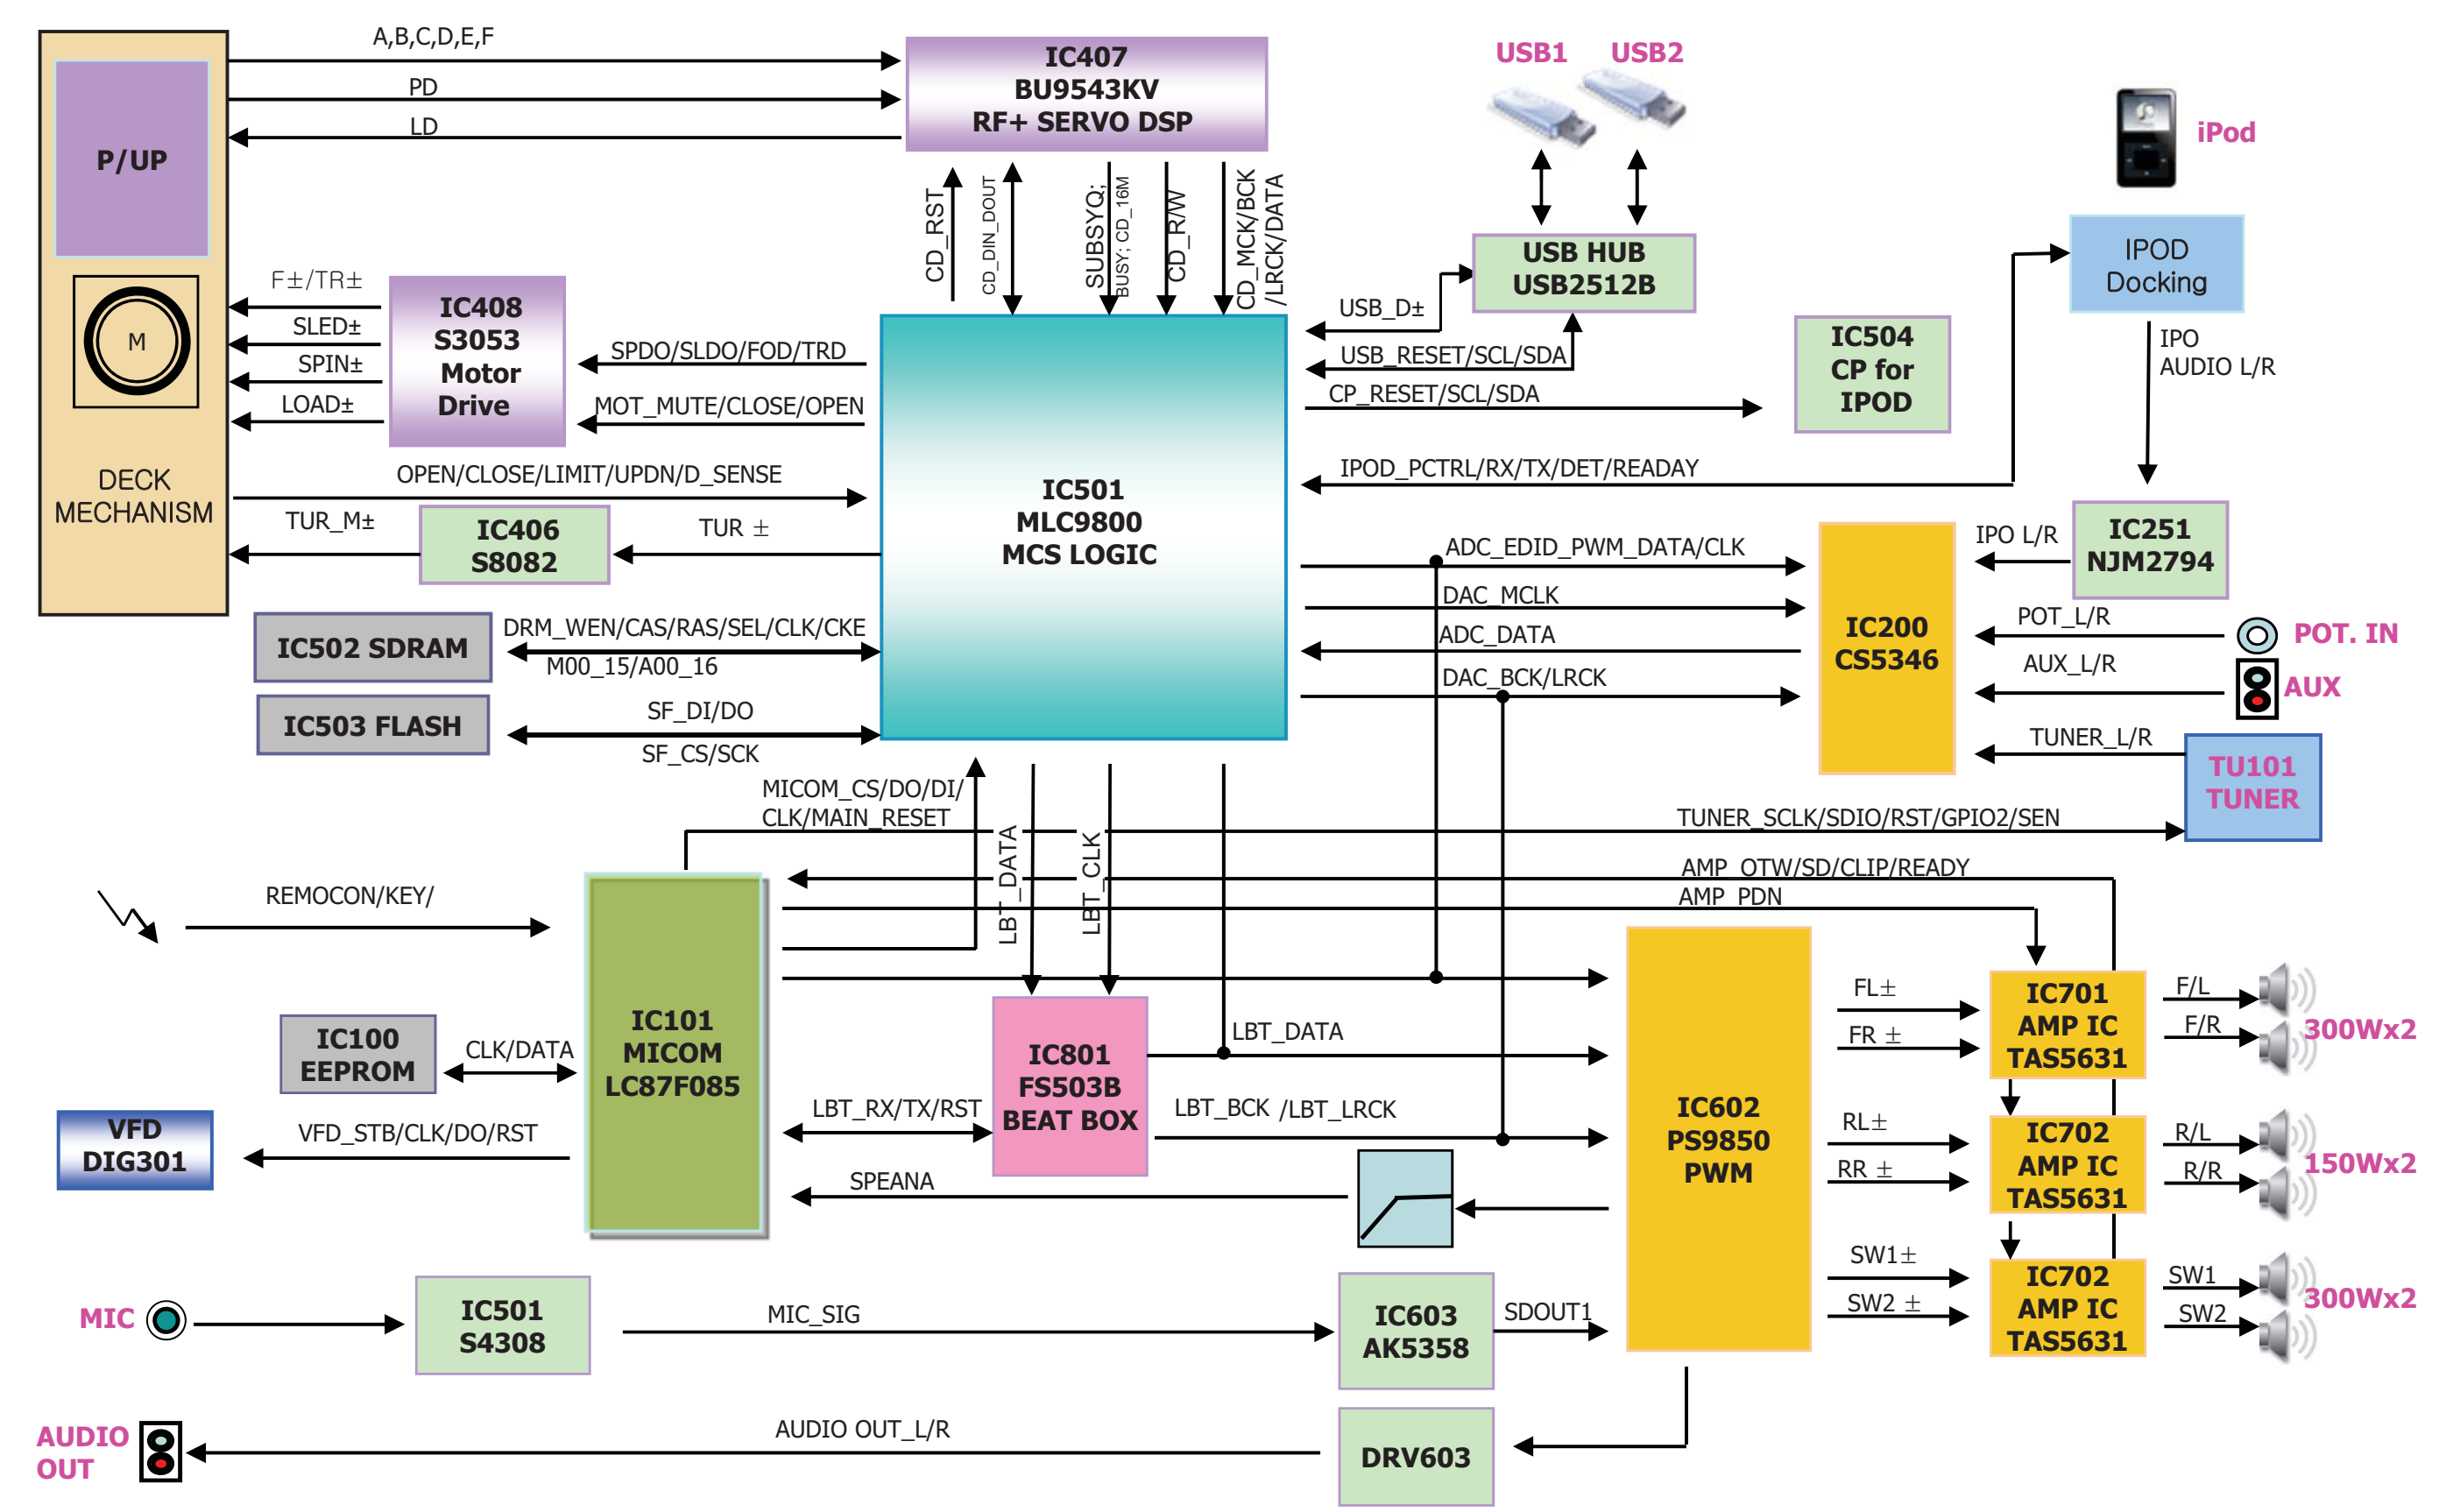 A,B,C,D,E,F
PD
LD
P/UP
IC407
BU9543KV
RF+ SERVO DSP
USB1
USB2
iPod
CD_RST
CD_DIN_DOUT
SUBSYQ;
BUSY; CD_16M
CD_R/W
CD_MCK/BCK
/LRCK/DATA
USB HUB
USB2512B
IPOD
Docking
F±/TR±
SLED±
SPIN±
LOAD±
M
IC408
S3053
Motor
Drive
SPDO/SLDO/FOD/TRD
MOT_MUTE/CLOSE/OPEN
USB_D±
USB_RESET/SCL/SDA
CP_RESET/SCL/SDA
IC504
CP for
IPOD
IPO
AUDIO L/R
DECK
MECHANISM
OPEN/CLOSE/LIMIT/UPDN/D_SENSE
TUR_M±
IC406
S8082
TUR ±
IC501
MLC9800
MCS LOGIC
IPOD_PCTRL/RX/TX/DET/READAY
ADC_EDID_PWM_DATA/CLK
DAC_MCLK
ADC_DATA
DAC_BCK/LRCK
IC200
CS5346
IPO L/R
IC251
NJM2794
POT_L/R
POT. IN
AUX_L/R
AUX
TUNER_L/R
TU101
TUNER
IC502 SDRAM
DRM_WEN/CAS/RAS/SEL/CLK/CKE
M00_15/A00_16
IC503 FLASH
SF_DI/DO
SF_CS/SCK
MICOM_CS/DO/DI/
CLK/MAIN_RESET
LBT_DATA
LBT_CLK
TUNER_SCLK/SDIO/RST/GPIO2/SEN
AMP_OTW/SD/CLIP/READY
AMP_PDN
REMOCON/KEY/
IC100
EEPROM
CLK/DATA
IC101
MICOM
LC87F085
VFD
DIG301
VFD_STB/CLK/DO/RST
LBT_RX/TX/RST
IC801
FS503B
BEAT BOX
LBT_DATA
LBT_BCK /LBT_LRCK
SPEANA
IC602
PS9850
PWM
FL±
FR ±
RL±
RR ±
SW1±
SW2 ±
IC701
AMP IC
TAS5631
F/L
F/R
300Wx2
IC702
AMP IC
TAS5631
R/L
R/R
150Wx2
IC702
AMP IC
TAS5631
SW1
SW2
300Wx2
MIC
IC501
S4308
MIC_SIG
IC603
AK5358
SDOUT1
AUDIO
OUT
AUDIO OUT_L/R
DRV603